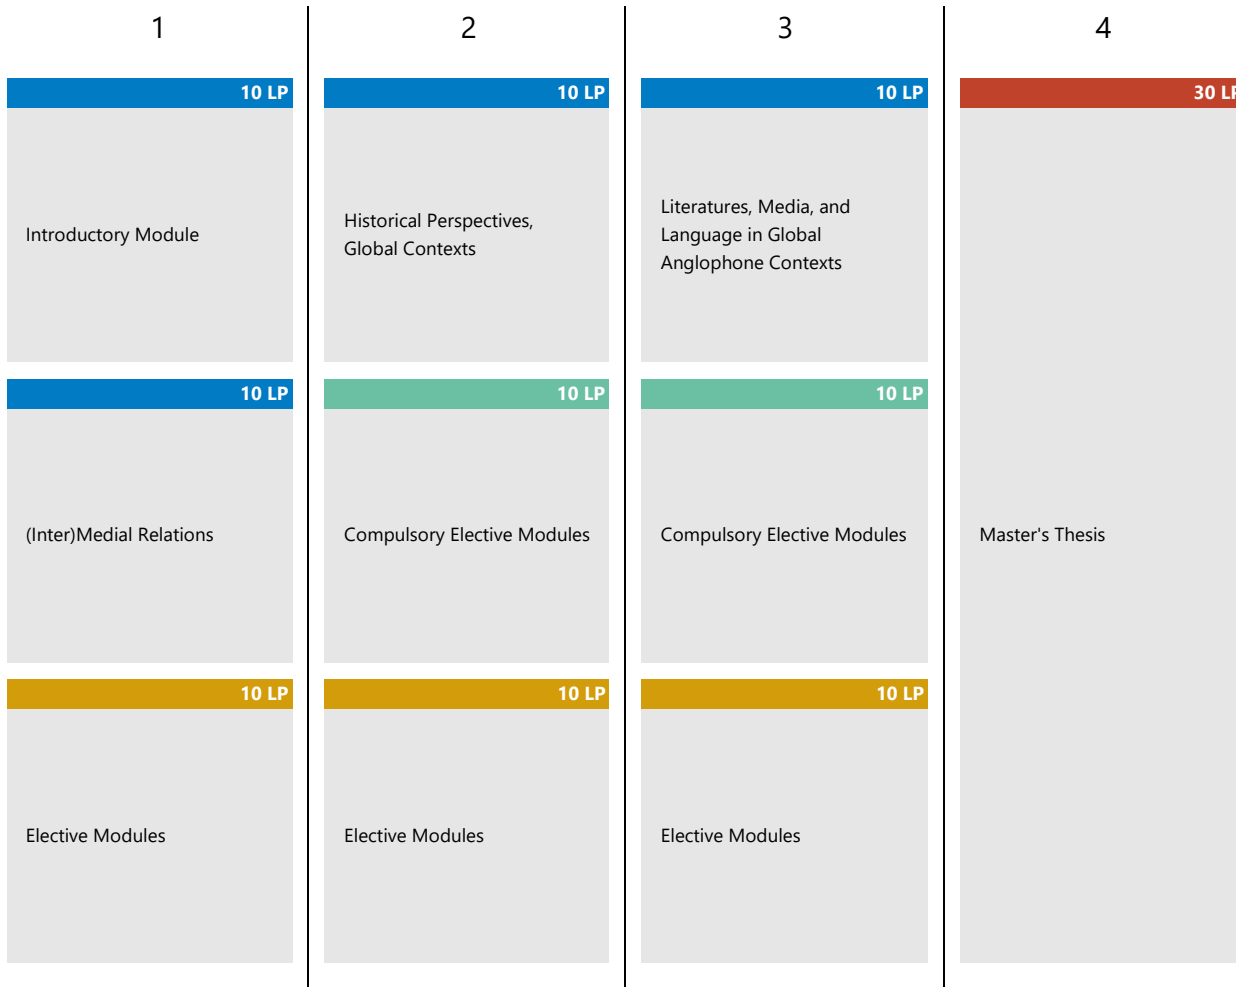 1
2
3
4
10 LP
10 LP
10 LP
30 LP
Introductory Module
Historical Perspectives,
Global Contexts
Literatures, Media, and
Language in Global
Anglophone Contexts
10 LP
10 LP
10 LP
(Inter)Medial Relations
Compulsory Elective Modules
Compulsory Elective Modules
Master's Thesis
10 LP
10 LP
10 LP
Elective Modules
Elective Modules
Elective Modules